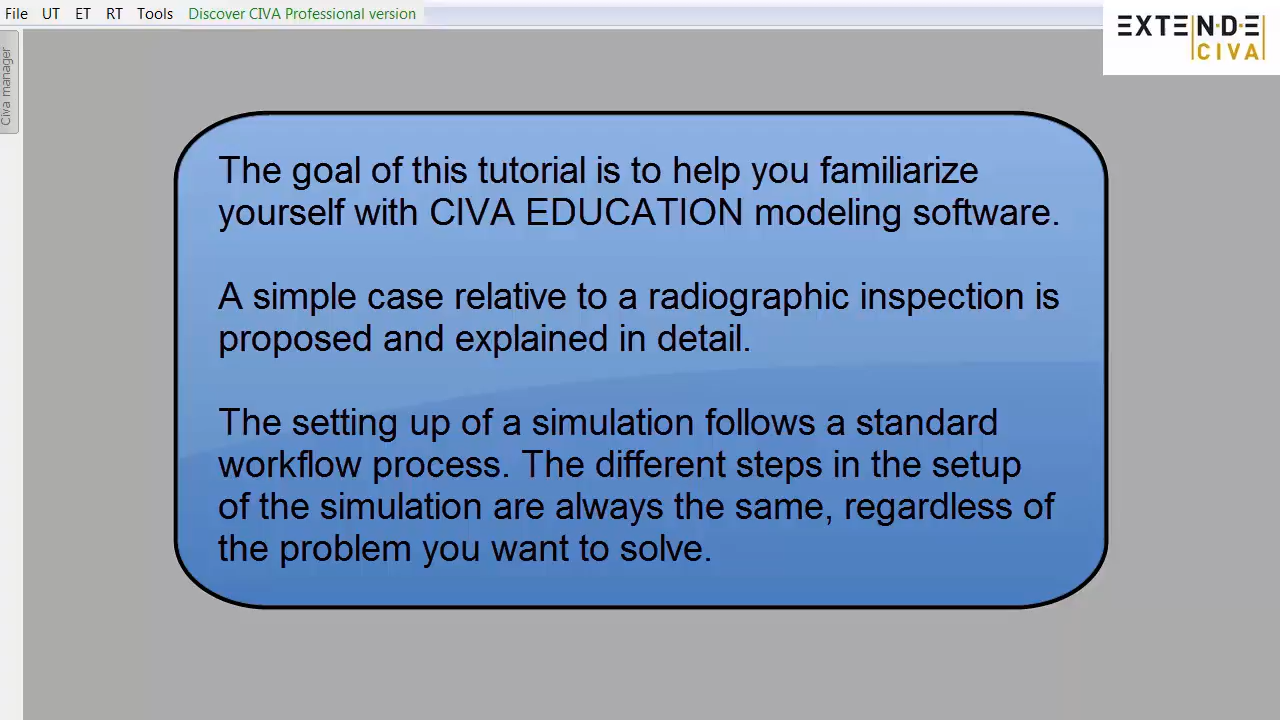 File UT ET RT Tools Discover CIVA Professional version
EXTENDE
CIVA
Civa manager
The goal of this tutorial is to help you familiarize
yourself with CIVA EDUCATION modeling software.
A simple case relative to a radiographic inspection is
proposed and explained in detail.
The setting up of a simulation follows a standard
workflow process. The different steps in the setup
of the simulation are always the same, regardless of
the problem you want to solve.